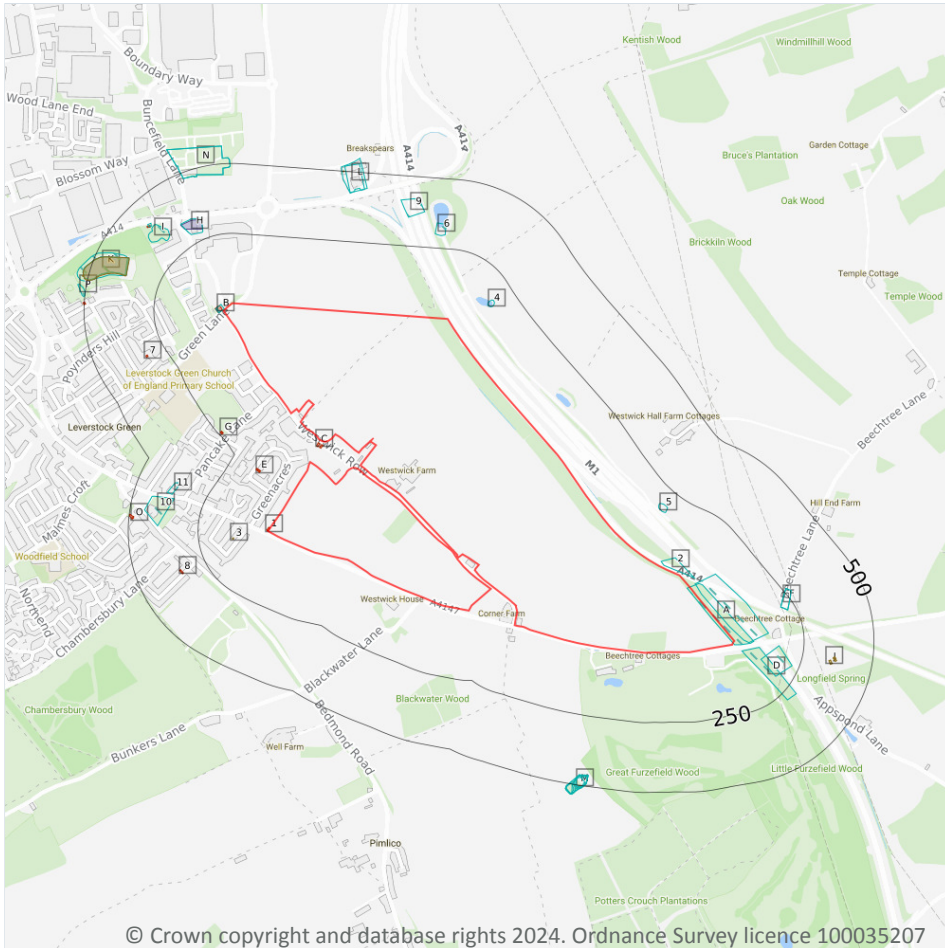 Kentish Wood
Windmillhill Wood
Boundary Way
Wood Lane End
Buncefield Lane
A414
A414
Breakspears
Garden Cottage
N
Bruce's Plantation
Blossom Way
L
Oak Wood
9
H
6
I
A414
Brickkiln Wood
K
Temple Cottage
P
4
Temple Wood
B
Green Lane
Poynders Hill
7
Leverstock Green Church
of England Primary School
Beechtree Lane
Westwick Hall Farm Cottages
Leverstock Green
G
Pancake Lane
C
Westwick Row
M1
E
Westwick Farm
Greenacres
11
Malmes Croft
10
5
Hill End Farm
O
1
3
Woodfield School
2
8
A414
Beechtree Lane
500
F
Northend
Westwick House
A4147
A
Chambersbury Lane
Corner Farm
Beechtree Cottage
Beechtree Cottages
D
Longfield Spring
Blackwater Lane
Blackwater Wood
Chambersbury Wood
250
Appspond Lane
Bedmond Road
Bunkers Lane
Well Farm
M
Great Furzefield Wood
Little Furzefield Wood
Pimlico
Potters Crouch Plantations
© Crown copyright and database rights 2024. Ordnance Survey licence 100035207